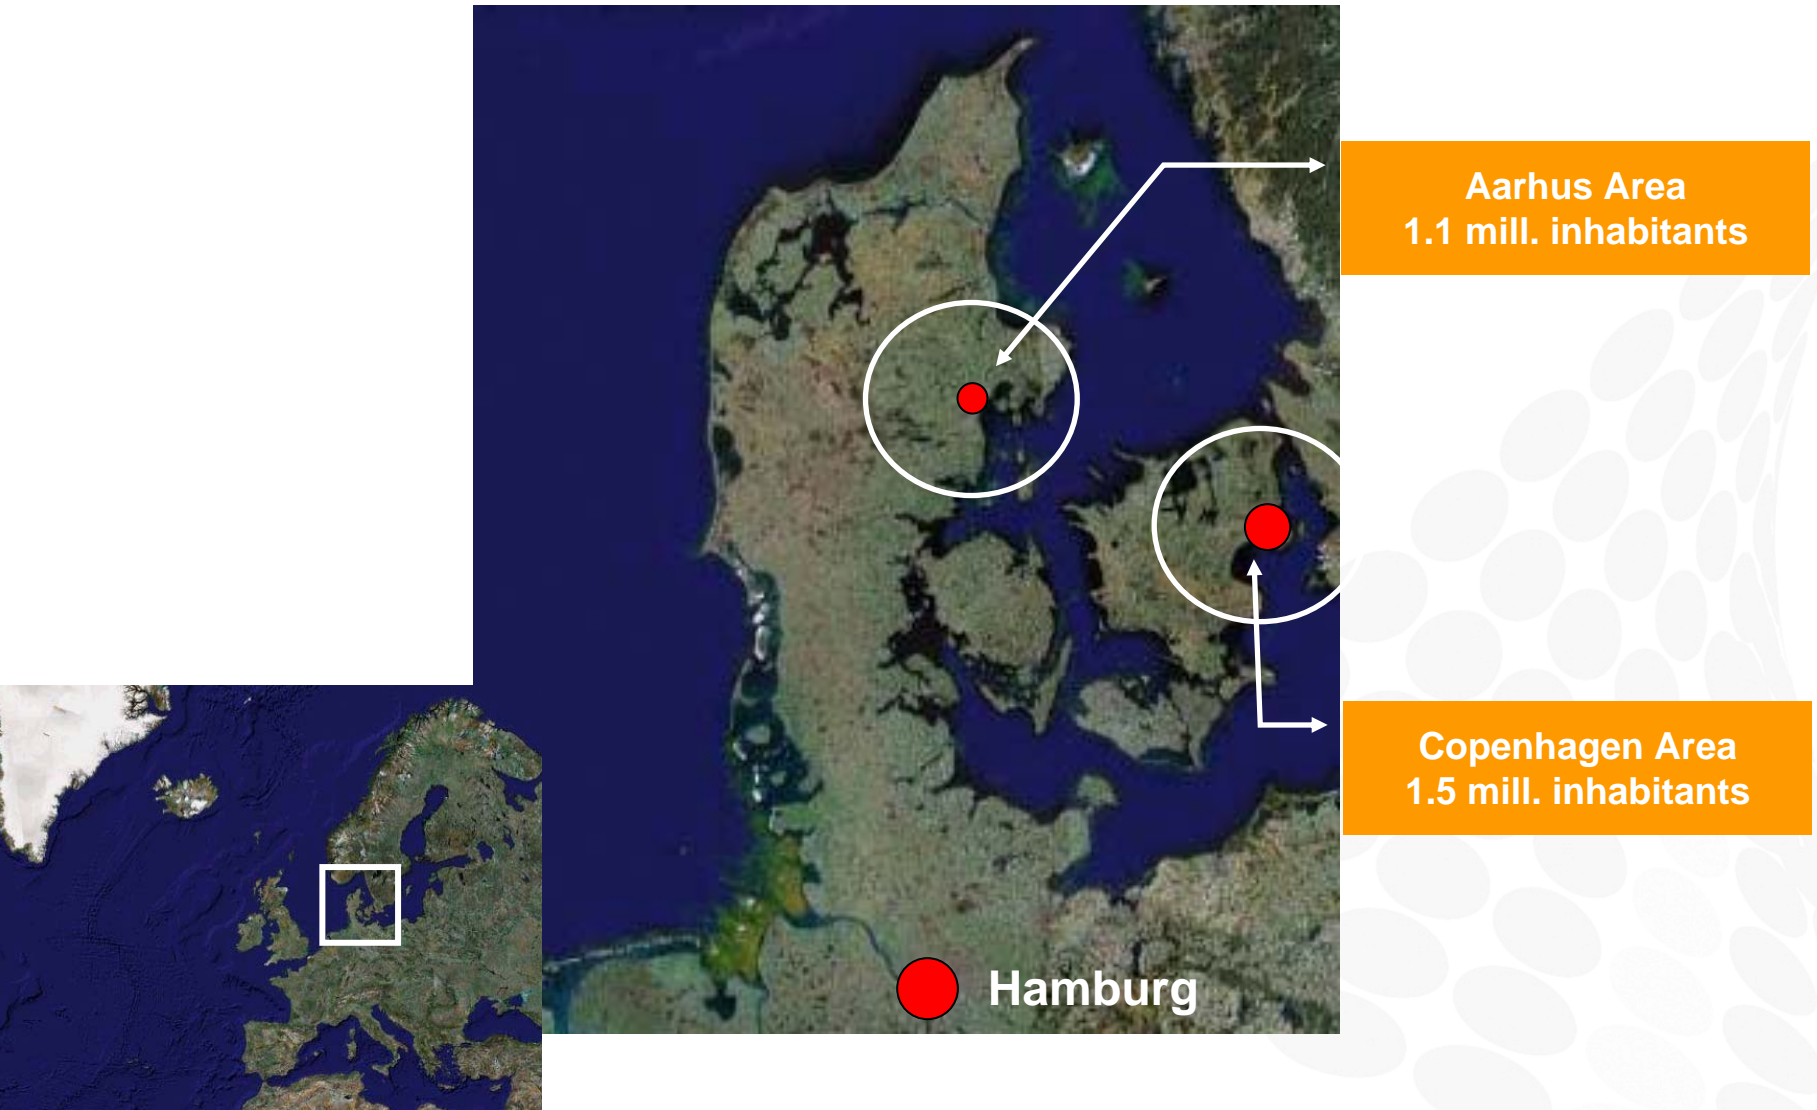 Aarhus Area
1.1 mill. inhabitants
Copenhagen Area
1.5 mill. inhabitants
Hamburg